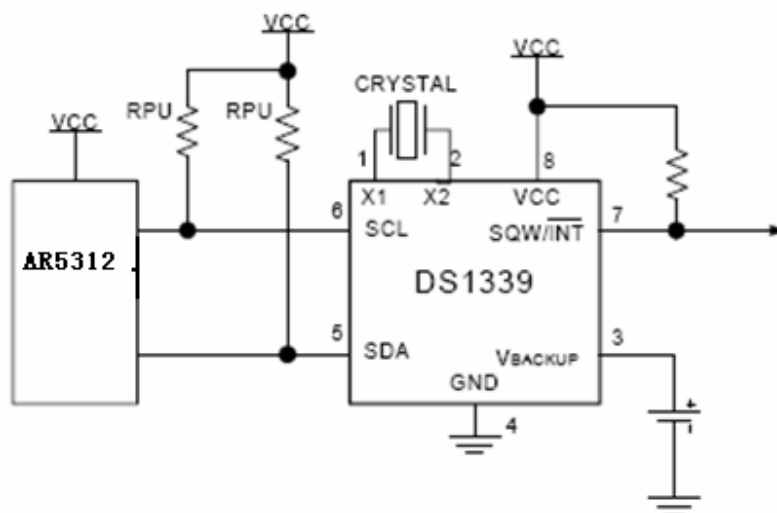 VCC
VCC
CRYSTAL
RPU
RPU
VCC
1
2
8
X1
X2
VCC
6
SCL
SQW/INT
7
AR5312
DS1339
5
SDA
VBACKUP
3
GND
4
+
-